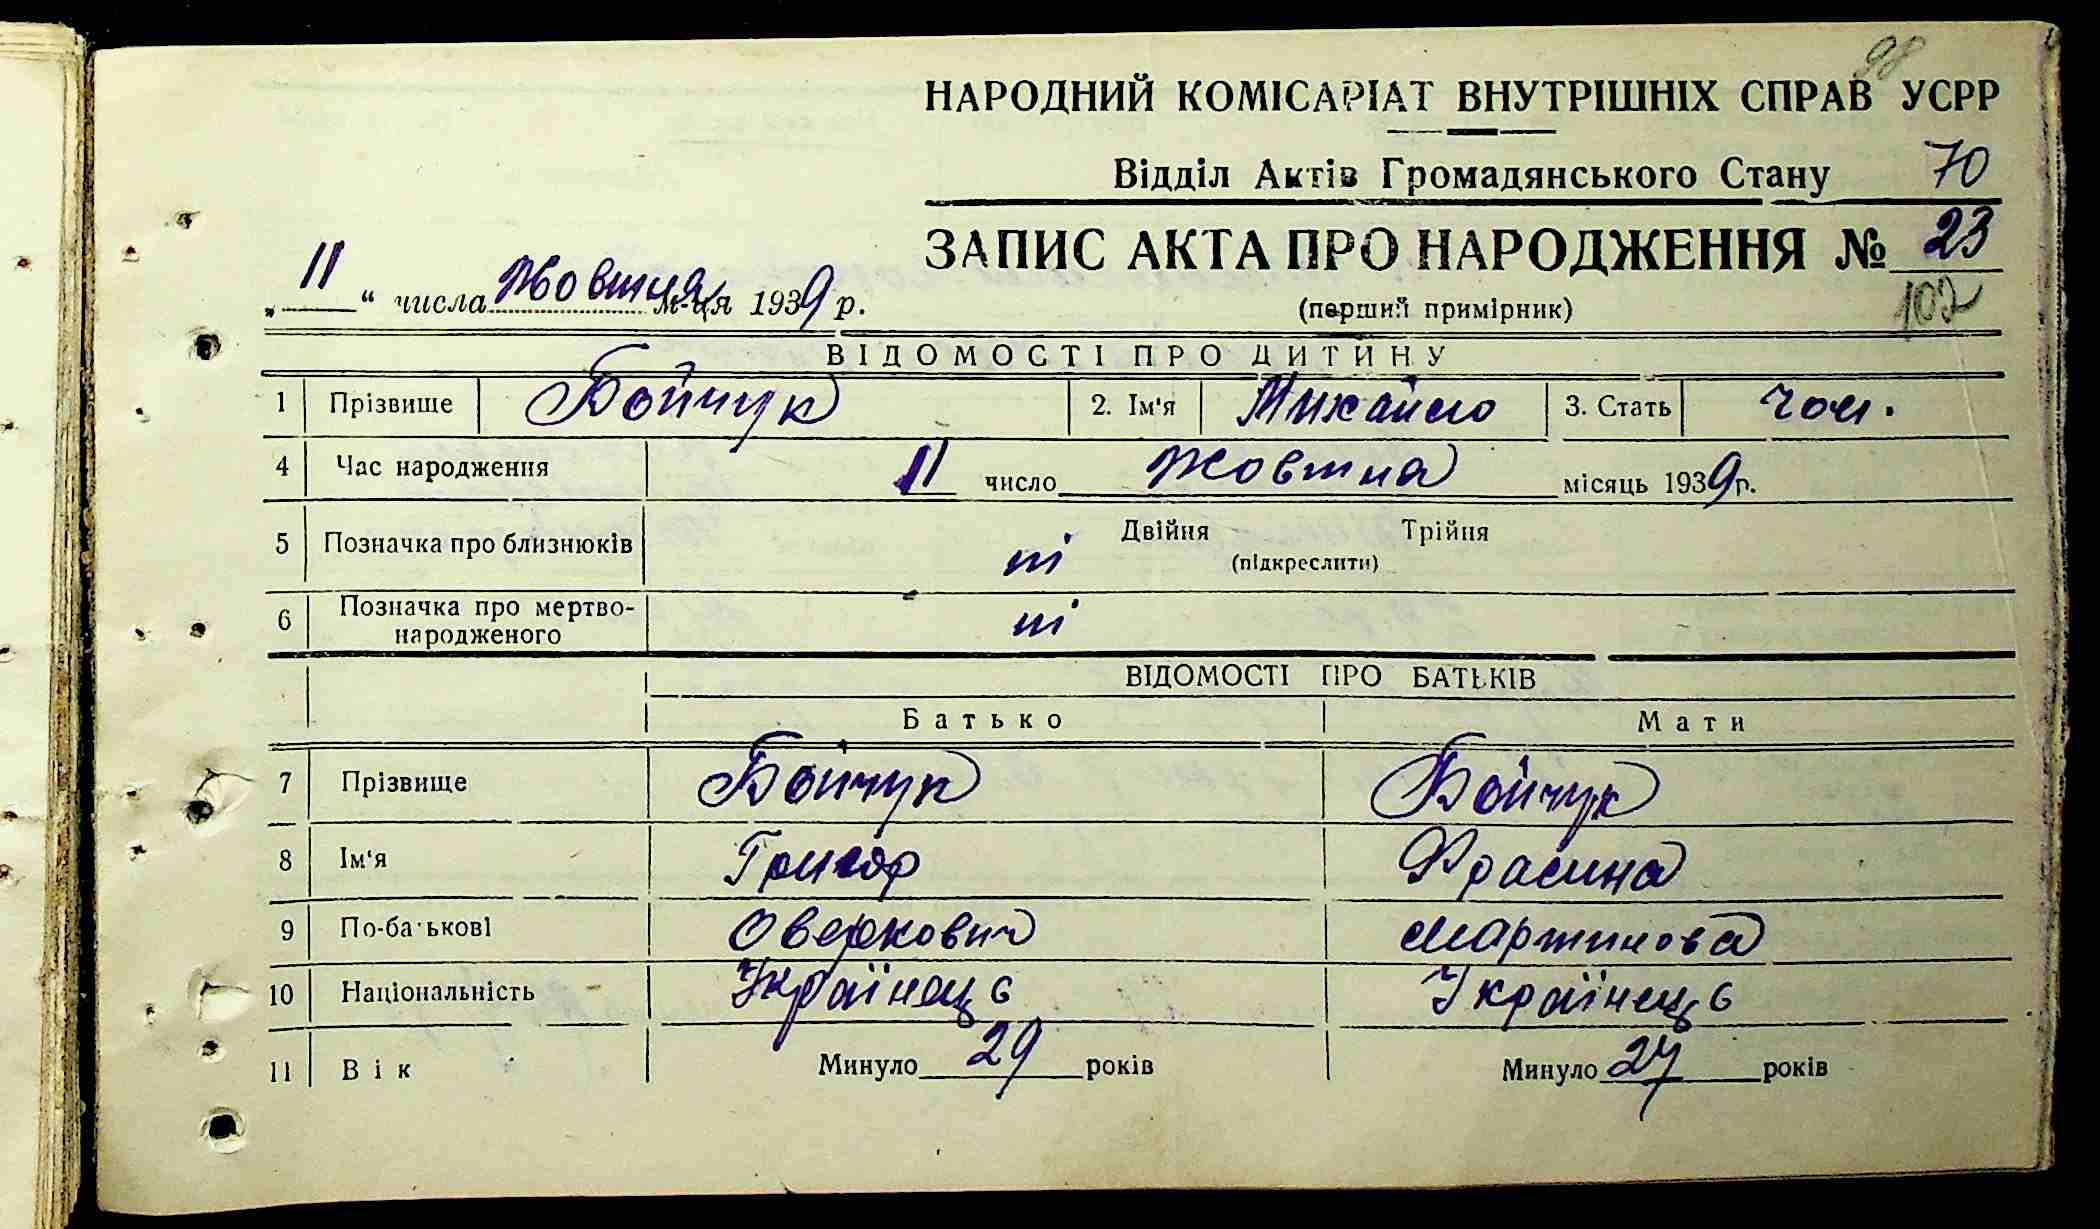 98
НАРОДНИЙ КОМІСАРІАТ ВНУТРІШНІХ СПРАВ УСРР
Відділ Актів Громадянського Стану 70
ЗАПИС АКТА ПРО НАРОДЖЕННЯ № 23
„11“ числа Жовтня м-ця 1939 р.
(перший примірник) 102
ВІДОМОСТІ ПРО ДИТИНУ
1 Прізвище Бойчук 2. Ім'я Михайло 3. Стать чол.
4 Час народження 11 число Жовтна місяць 1939 р.
5 Позначка про близнюків ні Двійня Трійня
(підкреслити)
6 Позначка про мертво-
народженого ні
ВІДОМОСТІ ПРО БАТЬКІВ
Батько Мати
7 Прізвище Бойчук Бойчук
8 Ім'я Григор Фрасина
9 По-батькові Оверкович Мартинова
10 Національність Українець Українець
11 Вік Минуло 29 років Минуло 27 років